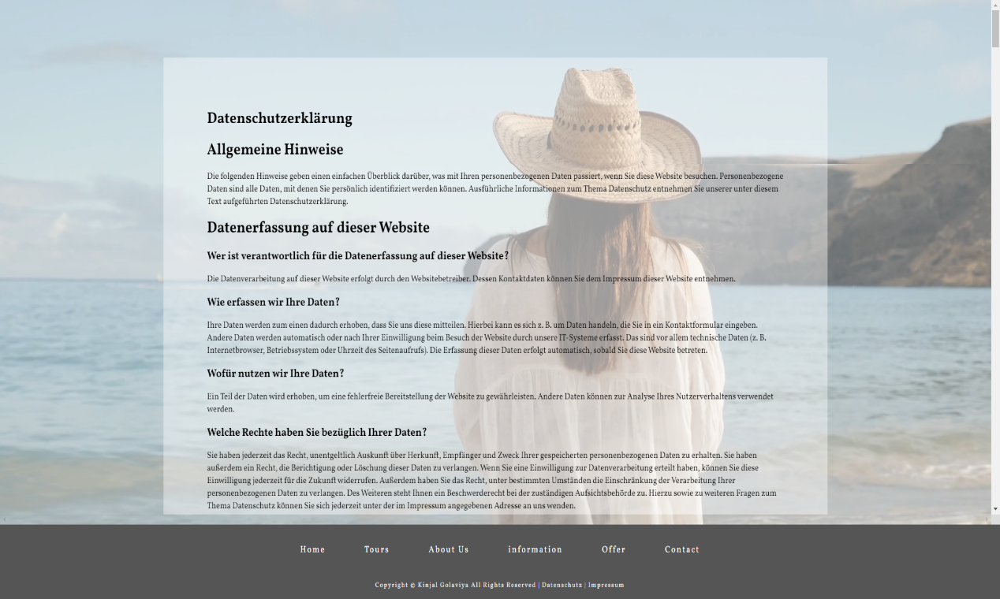 Datenschutzerklärung
Allgemeine Hinweise
Die folgenden Hinweise geben einen einfachen Überblick darüber, was mit Ihren personenbezogenen Daten passiert, wenn Sie diese Website besuchen. Personenbezogene
Daten sind alle Daten, mit denen Sie persönlich identifiziert werden können. Ausführliche Informationen zum Thema Datenschutz entnehmen Sie unserer unter diesem
Text aufgeführten Datenschutzerklärung.
Datenerfassung auf dieser Website
Wer ist verantwortlich für die Datenerfassung auf dieser Website?
Die Datenverarbeitung auf dieser Website erfolgt durch den Websitebetreiber. Dessen Kontaktdaten können Sie dem Impressum dieser Website entnehmen.
Wie erfassen wir Ihre Daten?
Ihre Daten werden zum einen dadurch erhoben, dass Sie uns diese mitteilen. Hierbei kann es sich z. B. um Daten handeln, die Sie in ein Kontaktformular eingeben.
Andere Daten werden automatisch oder nach Ihrer Einwilligung beim Besuch der Website durch unsere IT-Systeme erfasst. Das sind vor allem technische Daten (z. B.
Internetbrowser, Betriebssystem oder Uhrzeit des Seitenaufrufs). Die Erfassung dieser Daten erfolgt automatisch, sobald Sie diese Website betreten.
Wofür nutzen wir Ihre Daten?
Ein Teil der Daten wird erhoben, um eine fehlerfreie Bereitstellung der Website zu gewährleisten. Andere Daten können zur Analyse Ihres Nutzerverhaltens verwendet
werden.
Welche Rechte haben Sie bezüglich Ihrer Daten?
Sie haben jederzeit das Recht, unentgeltlich Auskunft über Herkunft, Empfänger und Zweck Ihrer gespeicherten personenbezogenen Daten zu erhalten. Sie haben
außerdem ein Recht, die Berichtigung oder Löschung dieser Daten zu verlangen. Wenn Sie eine Einwilligung zur Datenverarbeitung erteilt haben, können Sie diese
Einwilligung jederzeit für die Zukunft widerrufen. Außerdem haben Sie das Recht, unter bestimmten Umständen die Einschränkung der Verarbeitung Ihrer
personenbezogenen Daten zu verlangen. Des Weiteren steht Ihnen ein Beschwerderecht bei der zuständigen Aufsichtsbehörde zu. Hierzu sowie zu weiteren Fragen zum
Thema Datenschutz können Sie sich jederzeit unter der im Impressum angegebenen Adresse an uns wenden.
Home Tours About Us information Offer Contact
Copyright © Kinjal Golaviya All Rights Reserved | Datenschutz | Impressum